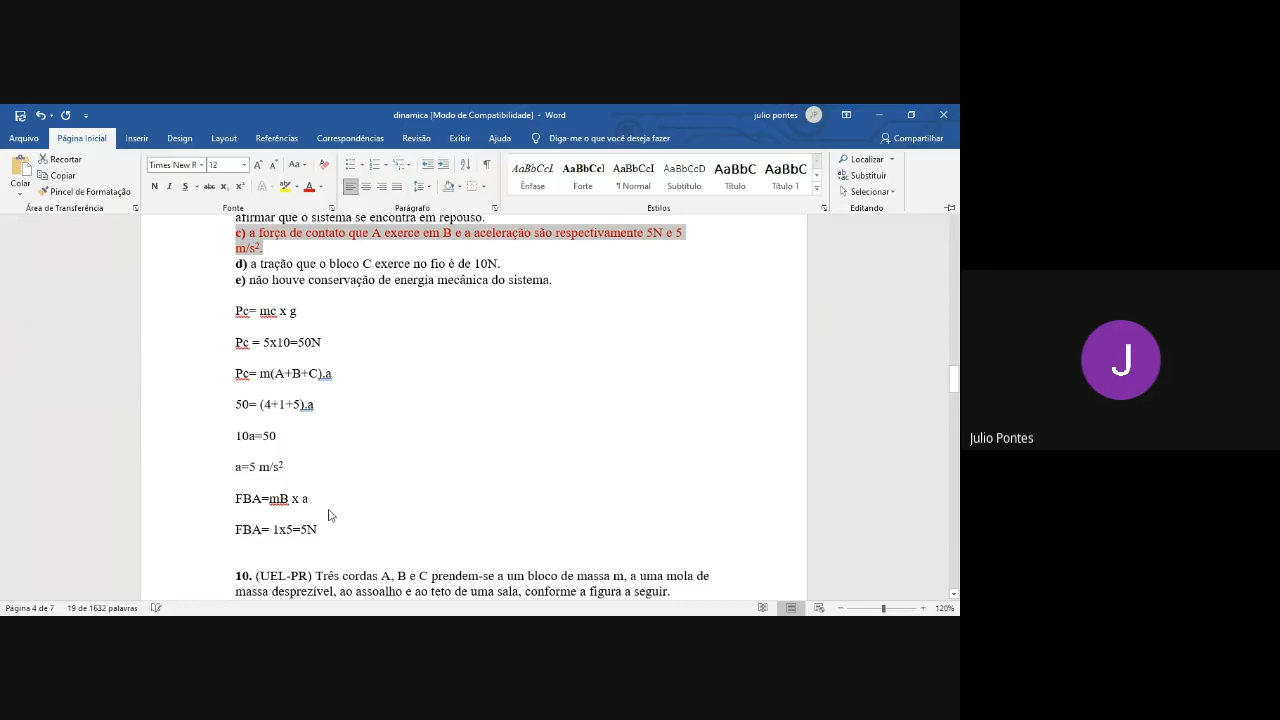 dinamica [Modo de Compatibilidade] - Word
julio pontes
JP
Arquivo
Página Inicial
Inserir
Design
Layout
Referências
Correspondências
Revisão
Exibir
Ajuda
Diga-me o que você deseja fazer
Compartilhar
Colar
Recortar
Copiar
Pincel de Formatação
Área de Transferência
Times New R
12
Fonte
Parágrafo
AaBbCcI
Ênfase
AaBbCcl
Forte
AaBbCcI
¶ Normal
AaBbCcD
Subtítulo
AaBbC
Título
AaBbC
Título 1
Estilos
Localizar
Substituir
Selecionar
Editando
afirmar que o sistema se encontra em repouso.
c) a força de contato que A exerce em B e a aceleração são respectivamente 5N e 5
m/s².
d) a tração que o bloco C exerce no fio é de 10N.
e) não houve conservação de energia mecânica do sistema.
Pc= mc x g
Pc = 5x10=50N
Pc= m(A+B+C).a
50= (4+1+5).a
10a=50
a=5 m/s²
FBA=mB x a
FBA= 1x5=5N
10. (UEL-PR) Três cordas A, B e C prendem-se a um bloco de massa m, a uma mola de
massa desprezível, ao assoalho e ao teto de uma sala, conforme a figura a seguir.
Página 4 de 7
19 de 1632 palavras
120%
J
Julio Pontes